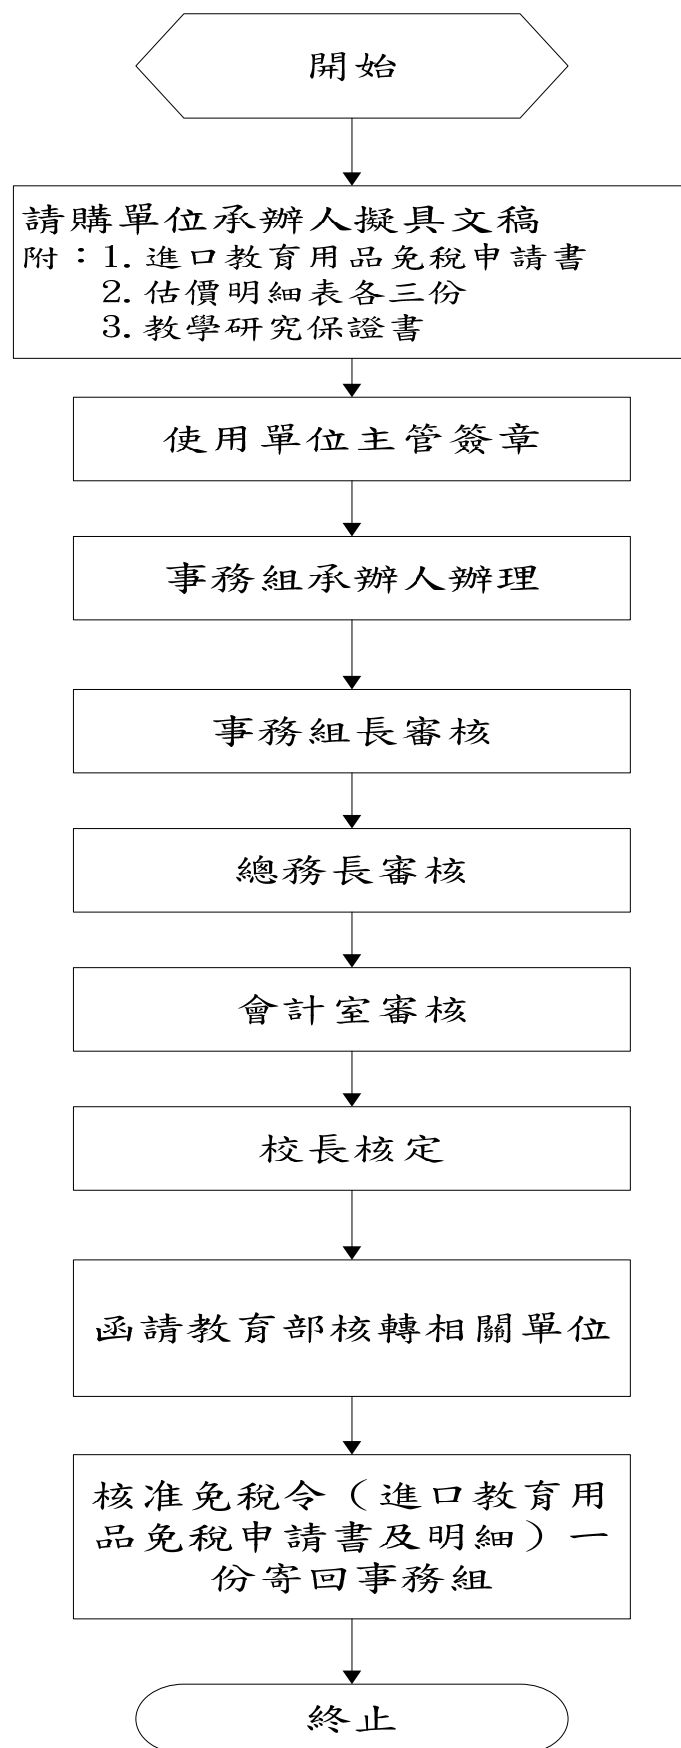 開始
請購單位承辦人擬具文稿
附：1. 進口教育用品免稅申請書
2. 估價明細表各三份
3. 教學研究保證書
使用單位主管簽章
事務組承辦人辦理
事務組長審核
總務長審核
會計室審核
校長核定
函請教育部核轉相關單位
核准免稅令（進口教育用
品免稅申請書及明細）一
份寄回事務組
終止